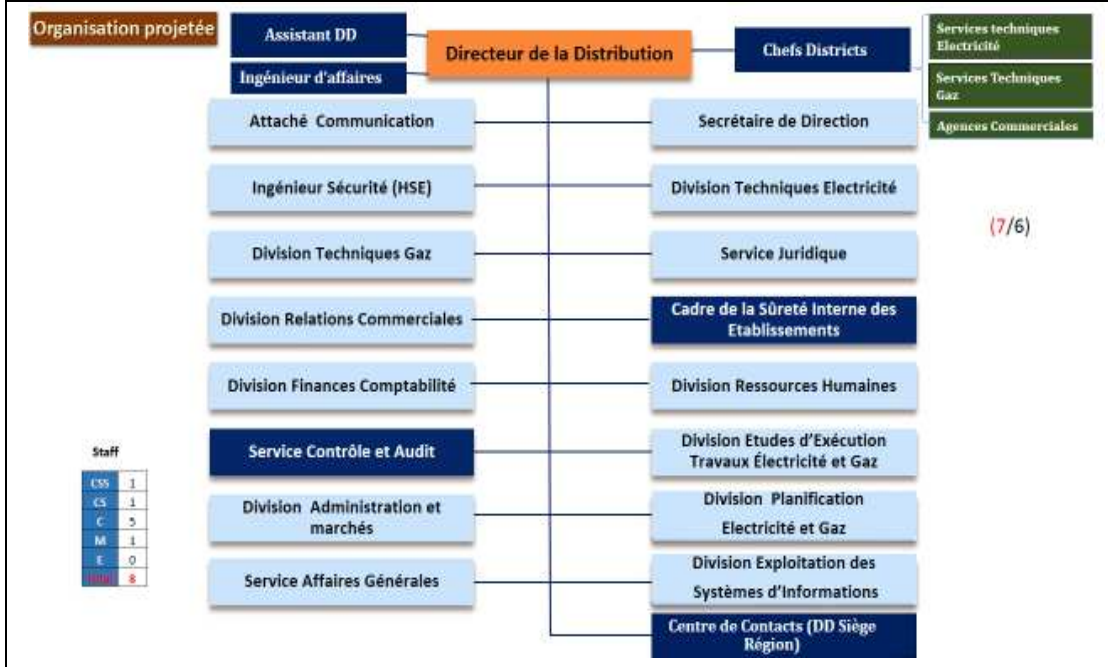 Organisation projetée
Assistant DD
Ingénieur d'affaires
Directeur de la Distribution
Chefs Districts
Services techniques
Electricité
Services Techniques
Gaz
Agences Commerciales
Attaché Communication
Secrétaire de Direction
Ingénieur Sécurité (HSE)
Division Techniques Electricité
(7/6)
Division Techniques Gaz
Service Juridique
Division Relations Commerciales
Cadre de la Sûreté Interne des
Etablissements
Division Finances Comptabilité
Division Ressources Humaines
Service Contrôle et Audit
Division Etudes d'Exécution
Travaux Électricité et Gaz
Division Administration et
marchés
Division Planification
Electricité et Gaz
Service Affaires Générales
Division Exploitation des
Systèmes d'Informations
Centre de Contacts (DD Siège
Région)
Staff
CSS 1
CS 1
C 5
M 1
E 0
Total 8